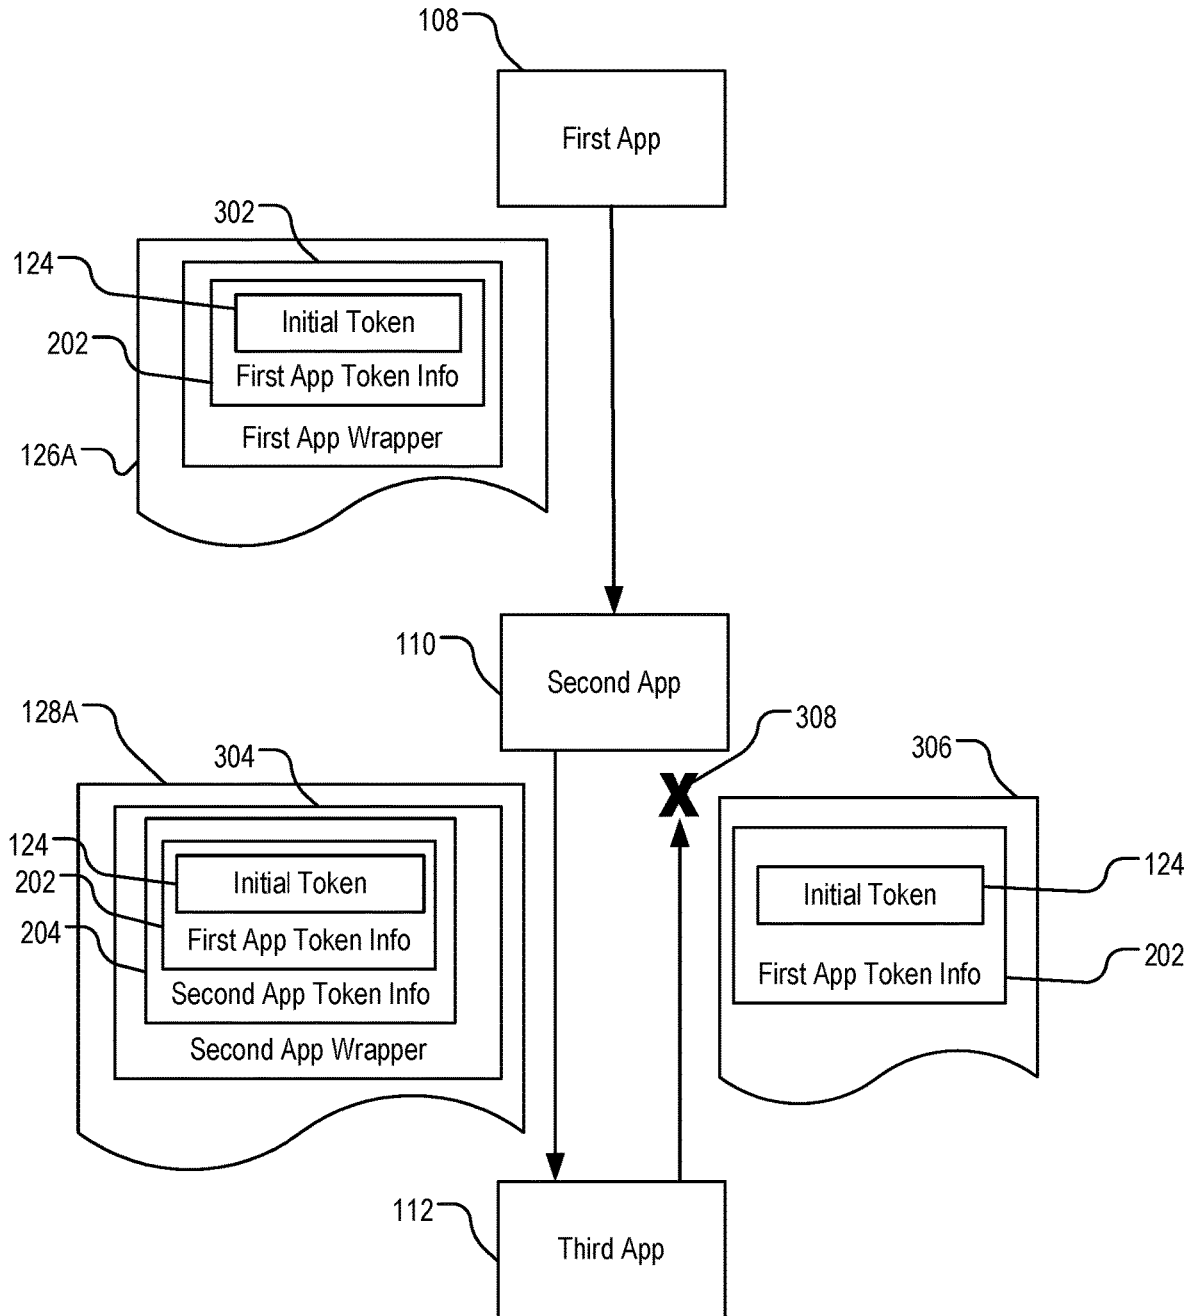 108
First App
302
124
Initial Token
202
First App Token Info
First App Wrapper
126A
110
Second App
128A
308
304
306
124
Initial Token
202
First App Token Info
204
Second App Token Info
Second App Wrapper
124
Initial Token
202
First App Token Info
112
Third App